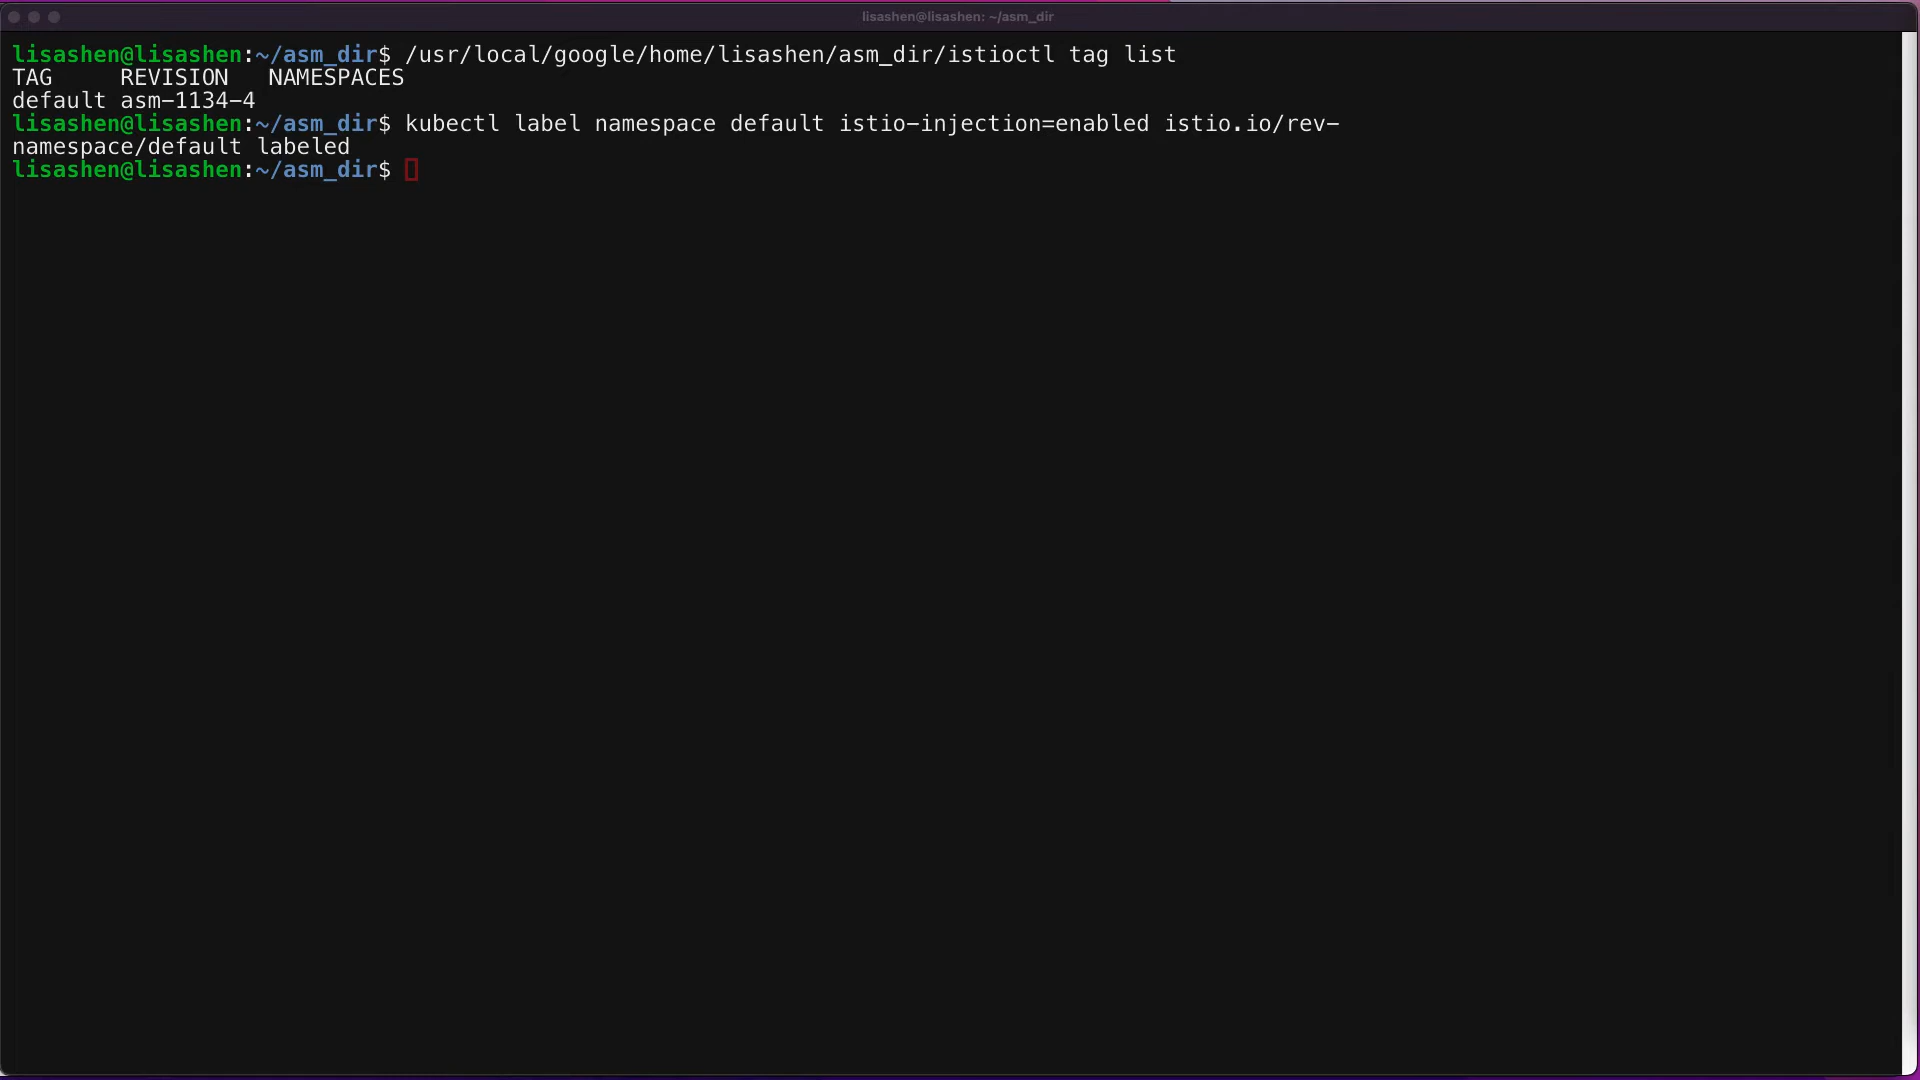 lisashen@lisashen: ~/asm_dir
lisashen@lisashen:~/asm_dir$ /usr/local/google/home/lisashen/asm_dir/istioctl tag list
TAG     REVISION   NAMESPACES
default asm-1134-4
lisashen@lisashen:~/asm_dir$ kubectl label namespace default istio-injection=enabled istio.io/rev-
namespace/default labeled
lisashen@lisashen:~/asm_dir$